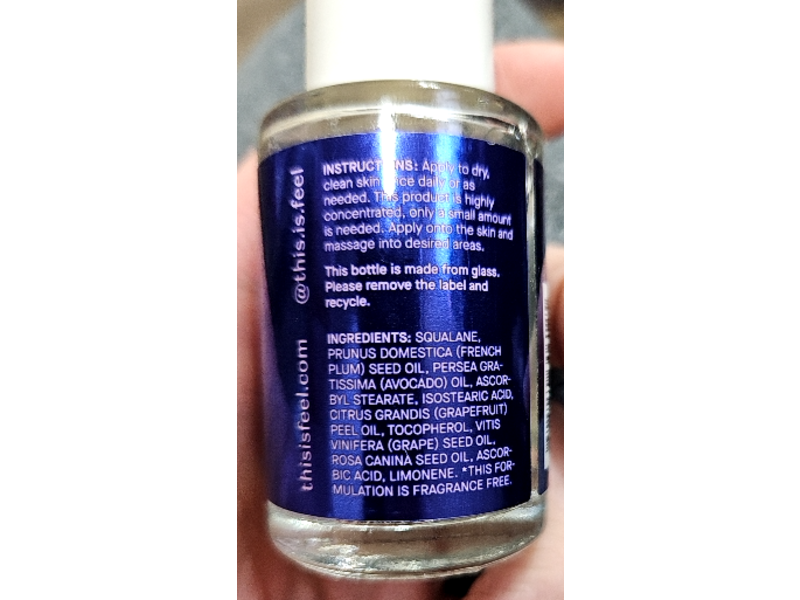 INSTRUCTIONS: Apply to dry,
clean skin daily or as
needed. This product is highly
concentrated, only a small amount
is needed. Apply onto the skin and
massage into desired areas.
This bottle is made from glass.
Please remove the label and
recycle.
INGREDIENTS: SQUALANE,
PRUNUS DOMESTICA (FRENCH
PLUM) SEED OIL, PERSEA GRA-
TISSIMA (AVOCADO) OIL, ASCOR-
BYL STEARATE, ISOSTEARIC ACID,
CITRUS GRANDIS (GRAPEFRUIT)
PEEL OIL, TOCOPHEROL, VITIS
VINIFERA (GRAPE) SEED OIL,
ROSA CANINA SEED OIL, ASCOR-
BIC ACID, LIMONENE. *THIS FOR-
MULATION IS FRAGRANCE FREE.
@this.is.feel
thisisfeel.com